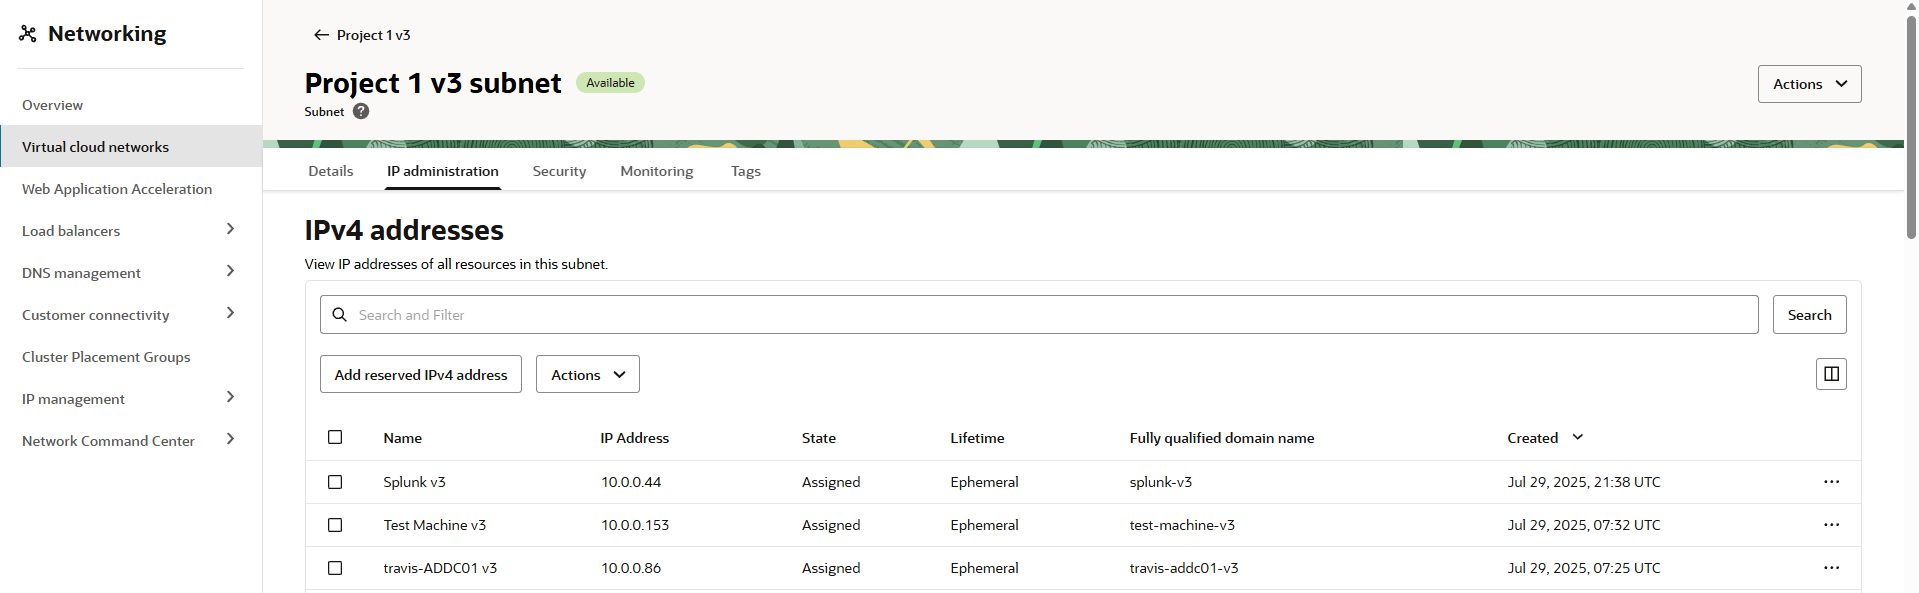 Networking
Overview
Virtual cloud networks
Web Application Acceleration
Load balancers
DNS management
Customer connectivity
Cluster Placement Groups
IP management
Network Command Center
Project 1 v3
Project 1 v3 subnet Available
Subnet ?
Actions
Details IP administration Security Monitoring Tags
IPv4 addresses
View IP addresses of all resources in this subnet.
Search and Filter Search
Add reserved IPv4 address Actions
Name IP Address State Lifetime Fully qualified domain name Created
Splunk v3 10.0.0.44 Assigned Ephemeral splunk-v3 Jul 29, 2025, 21:38 UTC
Test Machine v3 10.0.0.153 Assigned Ephemeral test-machine-v3 Jul 29, 2025, 07:32 UTC
travis-ADDC01 v3 10.0.0.86 Assigned Ephemeral travis-addc01-v3 Jul 29, 2025, 07:25 UTC